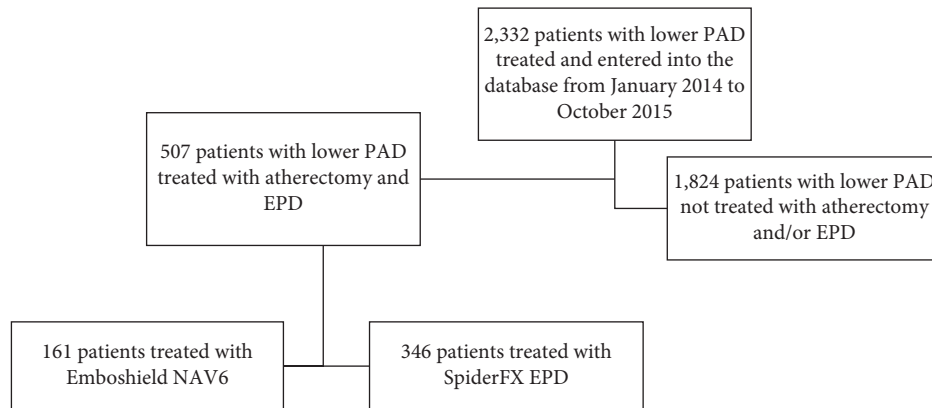 2,332 patients with lower PAD
treated and entered into the
database from January 2014 to
October 2015
507 patients with lower PAD
treated with atherectomy and
EPD
1,824 patients with lower PAD
not treated with atherectomy
and/or EPD
161 patients treated with
Emboshield NAV6
346 patients treated with
SpiderFX EPD